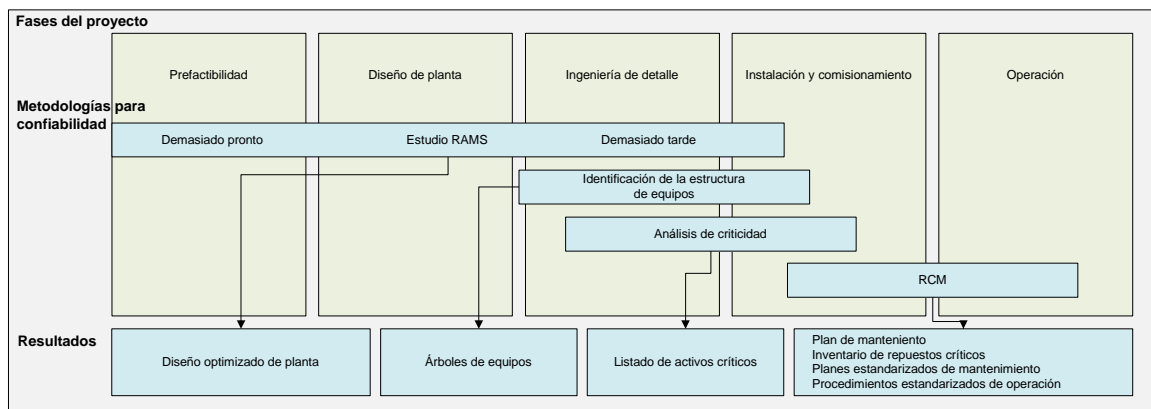 Fases del proyecto
Prefactibilidad
Diseño de planta
Ingeniería de detalle
Instalación y comisionamiento
Operación
Metodologías para
confiabilidad
Demasiado pronto
Estudio RAMS
Demasiado tarde
Identificación de la estructura
de equipos
Análisis de criticidad
RCM
Resultados
Diseño optimizado de planta
Árboles de equipos
Listado de activos críticos
Plan de manteniento
Inventario de repuestos críticos
Planes estandarizados de mantenimiento
Procedimientos estandarizados de operación